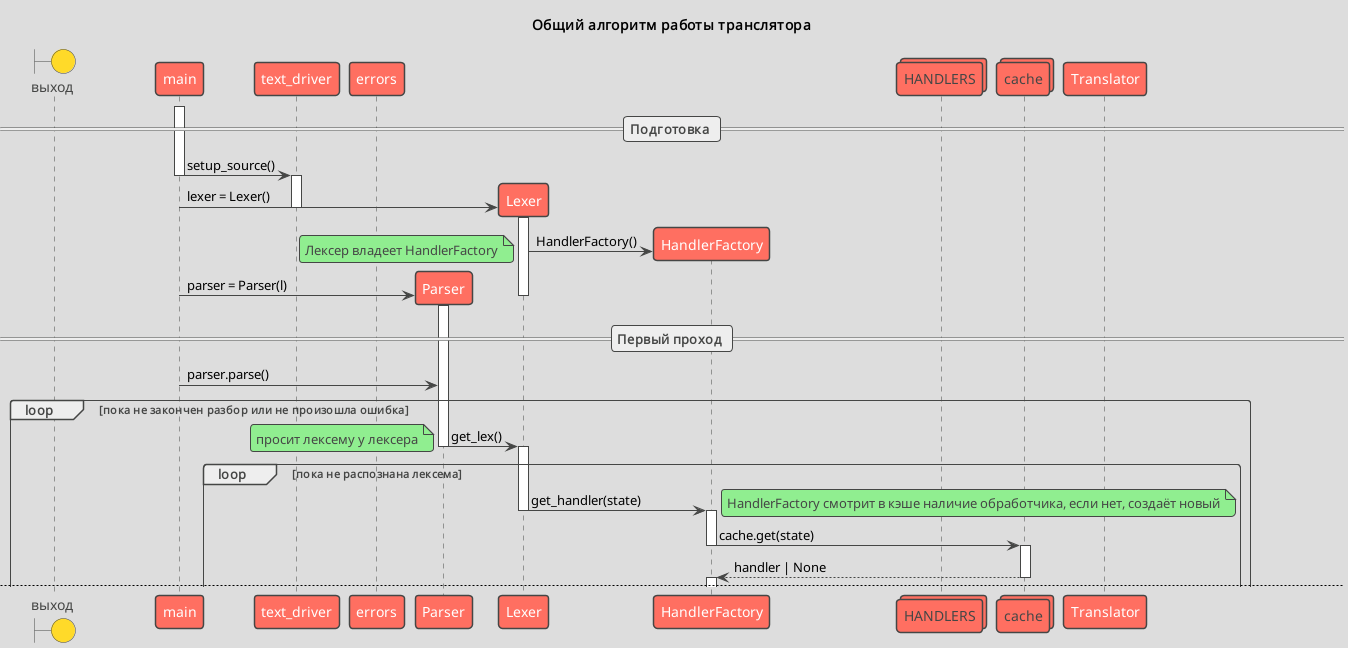 Общий алгоритм работы транслятора
выход
main
text_driver
errors
HANDLERS
cache
Translator
Подготовка
setup_source()
lexer = Lexer()
Lexer
Лексер владеет HandlerFactory
HandlerFactory()
HandlerFactory
parser = Parser(l)
Parser
Первый проход
parser.parse()
loop
[пока не закончен разбор или не произошла ошибка]
просит лексему у лексера
get_lex()
loop
[пока не распознана лексема]
get_handler(state)
HandlerFactory смотрит в кэше наличие обработчика, если нет, создаёт новый
cache.get(state)
handler | None
выход
main
text_driver
errors
Parser
Lexer
HandlerFactory
HANDLERS
cache
Translator